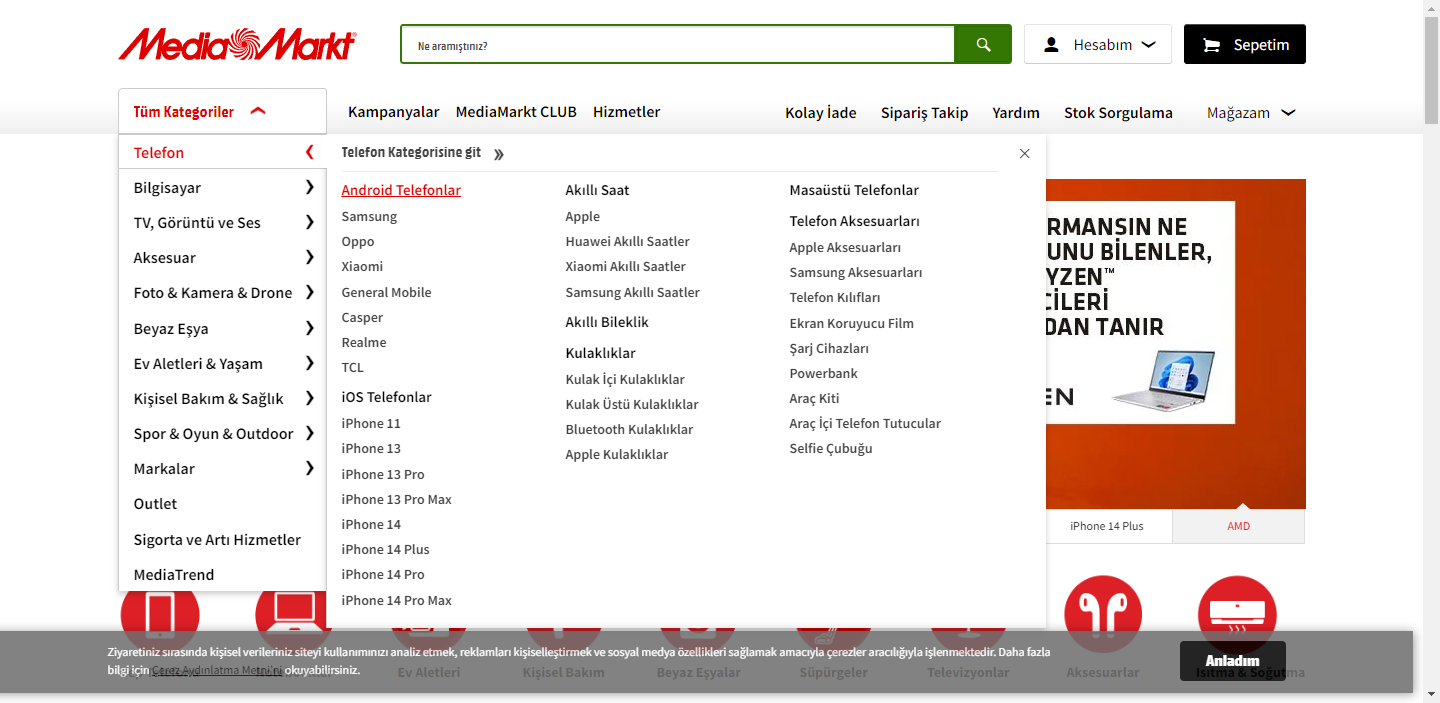 MediaMarkt
Ne aramıştınız?
Hesabım
Sepetim
Tüm Kategoriler
Kampanyalar
MediaMarkt CLUB
Hizmetler
Kolay İade
Sipariş Takip
Yardım
Stok Sorgulama
Mağazam
Telefon
Bilgisayar
TV, Görüntü ve Ses
Aksesuar
Foto & Kamera & Drone
Beyaz Eşya
Ev Aletleri & Yaşam
Kişisel Bakım & Sağlık
Spor & Oyun & Outdoor
Markalar
Outlet
Sigorta ve Artı Hizmetler
MediaTrend
Telefon Kategorisine git »
Android Telefonlar
Samsung
Oppo
Xiaomi
General Mobile
Casper
Realme
TCL
iOS Telefonlar
iPhone 11
iPhone 13
iPhone 13 Pro
iPhone 13 Pro Max
iPhone 14
iPhone 14 Plus
iPhone 14 Pro
iPhone 14 Pro Max
Akıllı Saat
Apple
Huawei Akıllı Saatler
Xiaomi Akıllı Saatler
Samsung Akıllı Saatler
Akıllı Bileklik
Kulaklıklar
Kulak İçi Kulaklıklar
Kulak Üstü Kulaklıklar
Bluetooth Kulaklıklar
Apple Kulaklıklar
Masaüstü Telefonlar
Telefon Aksesuarları
Apple Aksesuarları
Samsung Aksesuarları
Telefon Kılıfları
Ekran Koruyucu Film
Şarj Cihazları
Powerbank
Araç Kiti
Araç İçi Telefon Tutucular
Selfie Çubuğu
RMANSIN NE
UNU BİLENLER,
YZEN™
CİLERİ
DAN TANIR
EN
iPhone 14 Plus
AMD
Ziyaretiniz sırasında kişisel verileriniz siteyi kullanımınızı analiz etmek, reklamları kişiselleştirmek ve sosyal medya özellikleri sağlamak amacıyla çerezler aracılığıyla işlenmektedir. Daha fazla
bilgi için Çerez Aydınlatma Metni'ni okuyabilirsiniz.
Anladım
Ev Aletleri
Kişisel Bakım
Beyaz Eşyalar
Süpürgeler
Televizyonlar
Aksesuarlar
Isıtma & Soğutma